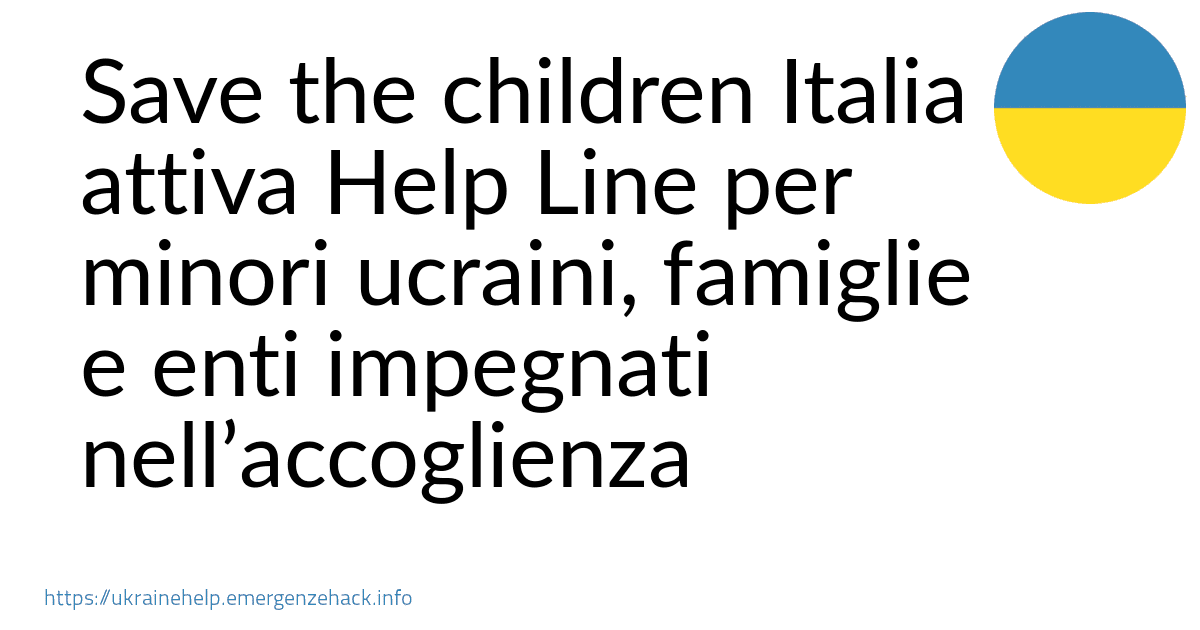 Save the children Italia
attiva Help Line per
minori ucraini, famiglie
e enti impegnati
nell’accoglienza
https://ukrainehelp.emergenzehack.info